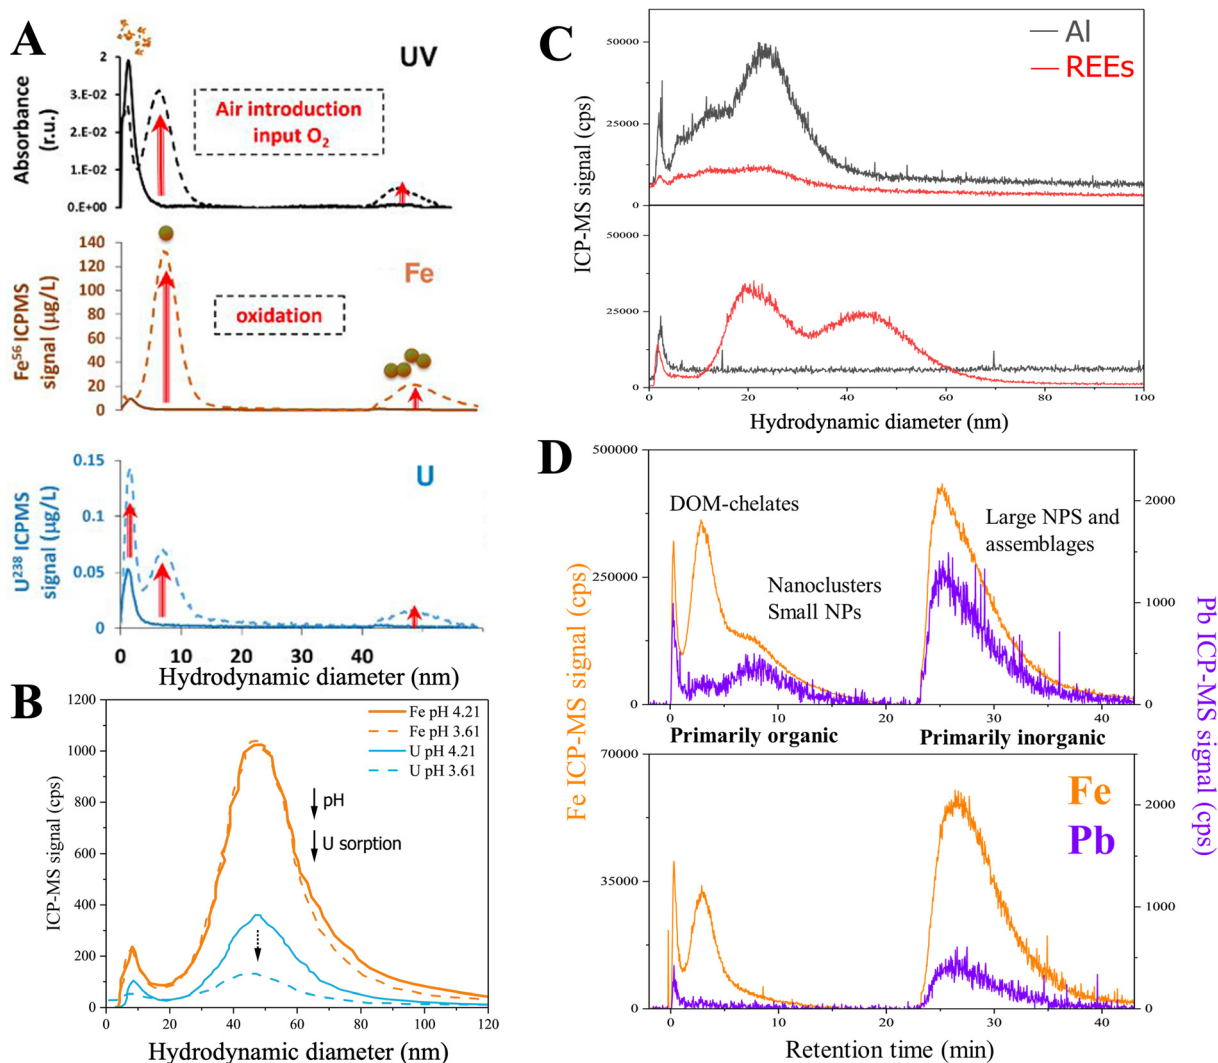 A
UV
2
3.E-02
2.E-02
1.E-02
0.E+00
Absorbance
(r.u.)
Air introduction
input O2
Fe
140
120
100
80
60
40
20
0
Fe56 ICPMS
signal (µg/L)
oxidation
U
0.15
0.1
0.05
0
U238 ICPMS
signal (µg/L)
0 10 20 30 40
Hydrodynamic diameter (nm)
B
1200
1000
800
600
400
200
0
ICP-MS signal (cps)
Fe pH 4.21
Fe pH 3.61
U pH 4.21
U pH 3.61
pH
U sorption
0 20 40 60 80 100 120
Hydrodynamic diameter (nm)
C
Al
REEs
50000
25000
0
50000
25000
0
ICP-MS signal (cps)
0 20 40 60 80 100
Hydrodynamic diameter (nm)
D
500000
250000
0
DOM-chelates
Nanoclusters
Small NPs
Large NPS and
assemblages
2000
1000
0
0 10 20 30 40
Primarily organic
Primarily inorganic
70000
35000
0
Fe
Pb
2000
1000
0
Fe ICP-MS signal (cps)
Pb ICP-MS signal (cps)
0 10 20 30 40
Retention time (min)